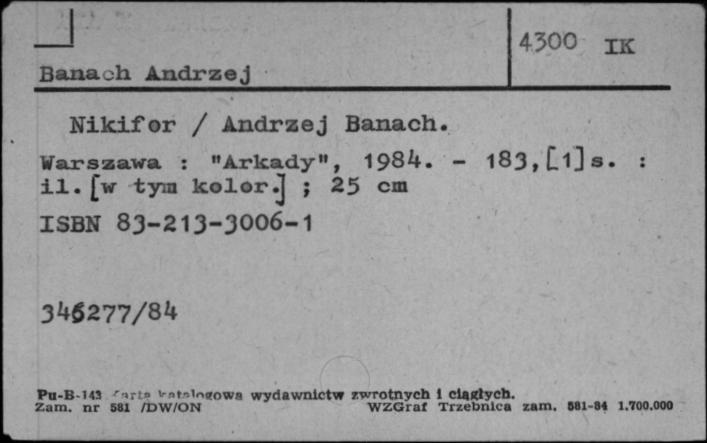 4300 IK
Banach Andrzej
Nikifor / Andrzej Banach.
Warszawa : "Arkady", 1984. - 183,[1]s. :
il.[w tym kolor.] ; 25 cm
ISBN 83-213-3006-1
346277/84
Pu-B-143 Karta katalogowa wydawnictw zwrotnych i ciągłych.
Zam. nr 581 /DW/ON WZGraf Trzebnica zam. 581-84 1.700.000